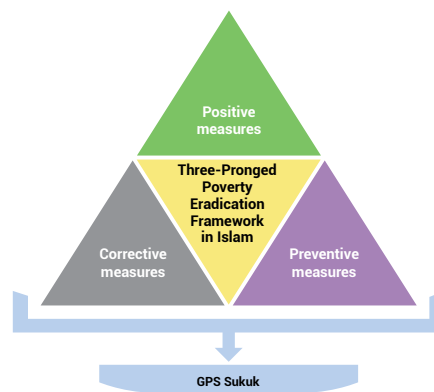 Positive
measures
Three-Pronged
Poverty
Eradication
Framework
in Islam
Corrective
measures
Preventive
measures
GPS Sukuk